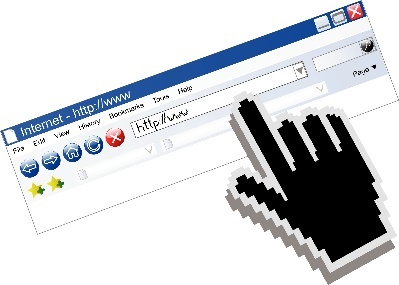 Internet - http://www
File Edit View History Bookmarks Tools Help
http://www
Page